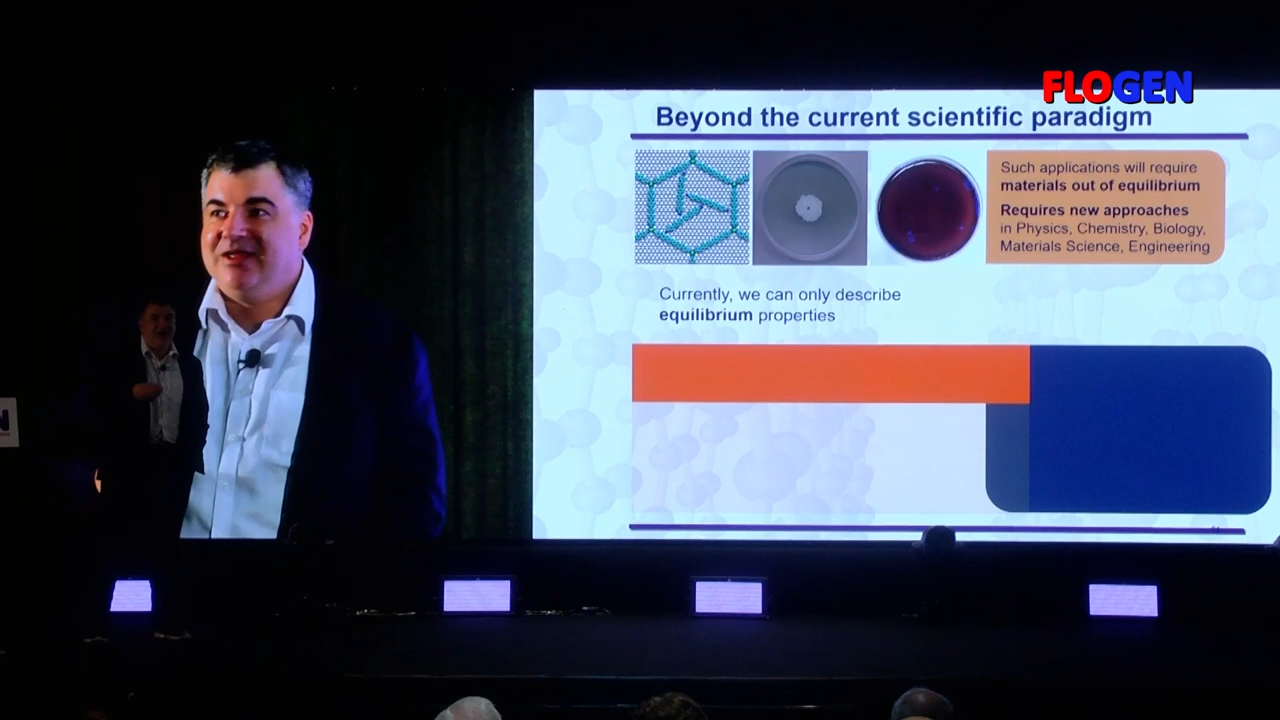 FLOGEN
Beyond the current scientific paradigm
Such applications will require
materials out of equilibrium
Requires new approaches
in Physics, Chemistry, Biology,
Materials Science, Engineering
Currently, we can only describe
equilibrium properties
N